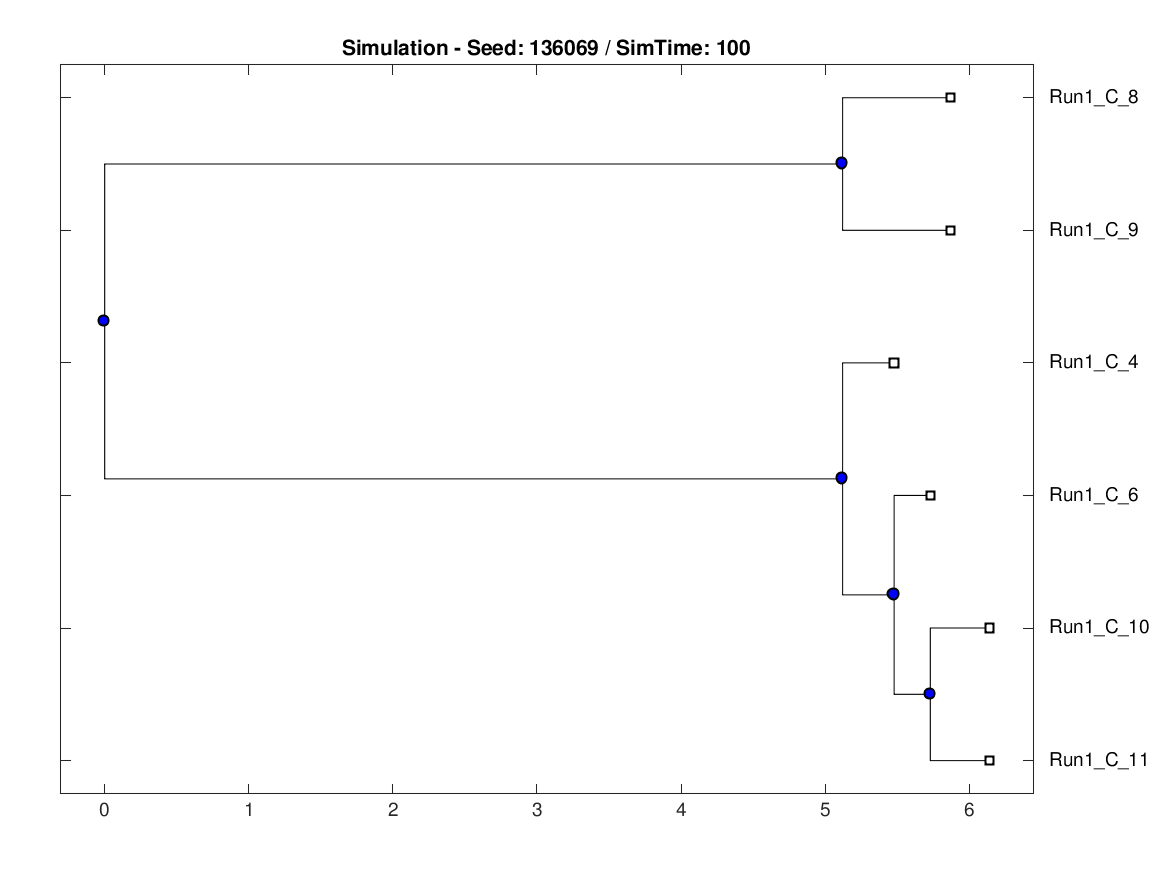 Simulation - Seed: 136069 / SimTime: 100
Run1_C_8
Run1_C_9
Run1_C_4
Run1_C_6
Run1_C_10
Run1_C_11
0 1 2 3 4 5 6